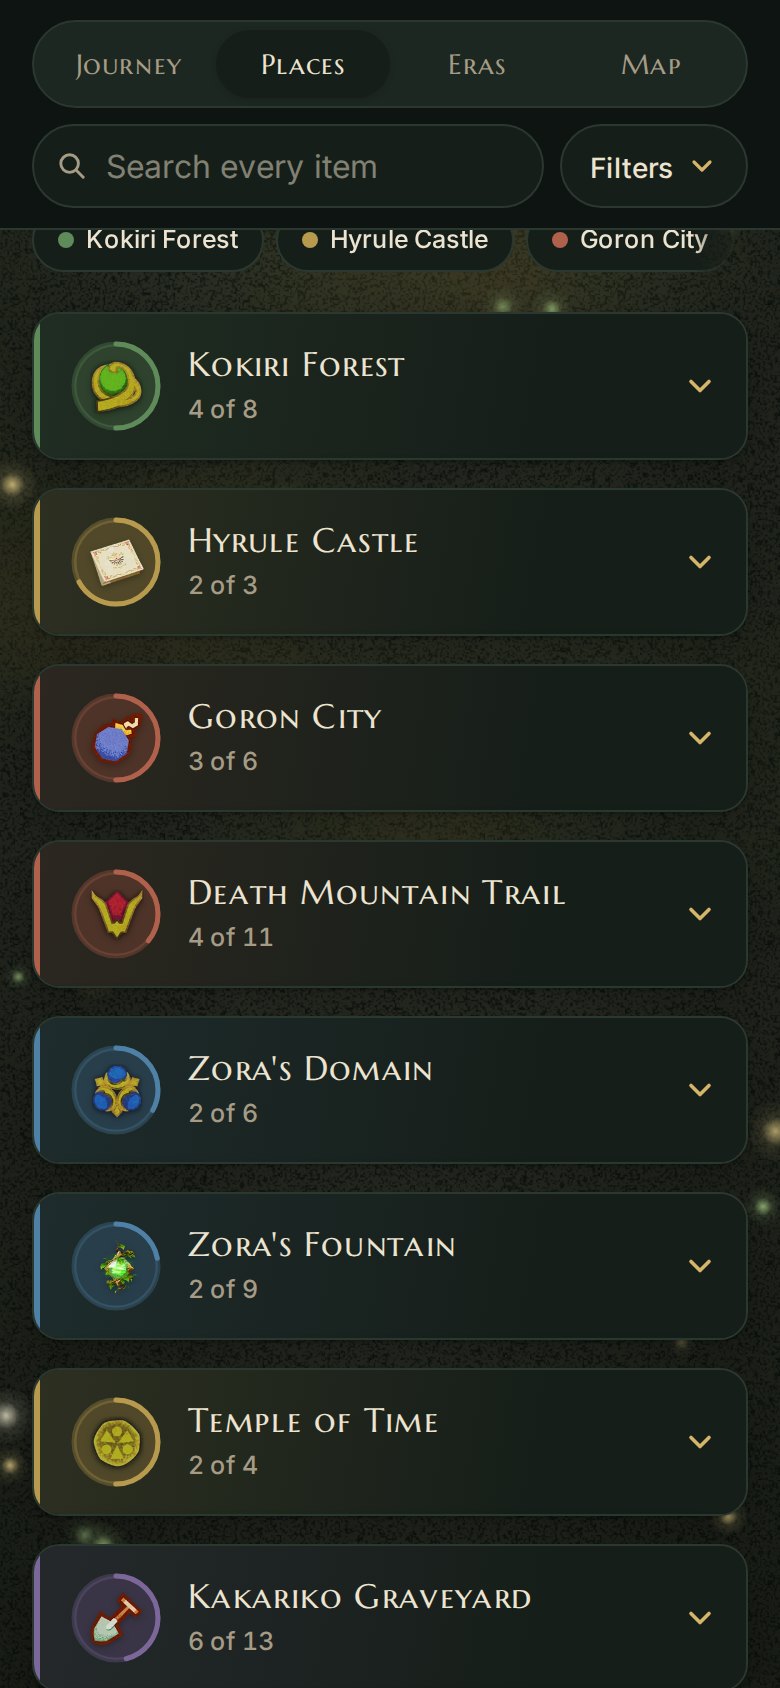 Journey Places Eras Map
Search every item Filters
Kokiri Forest Hyrule Castle Goron City
Kokiri Forest
4 of 8
Hyrule Castle
2 of 3
Goron City
3 of 6
Death Mountain Trail
4 of 11
Zora's Domain
2 of 6
Zora's Fountain
2 of 9
Temple of Time
2 of 4
Kakariko Graveyard
6 of 13